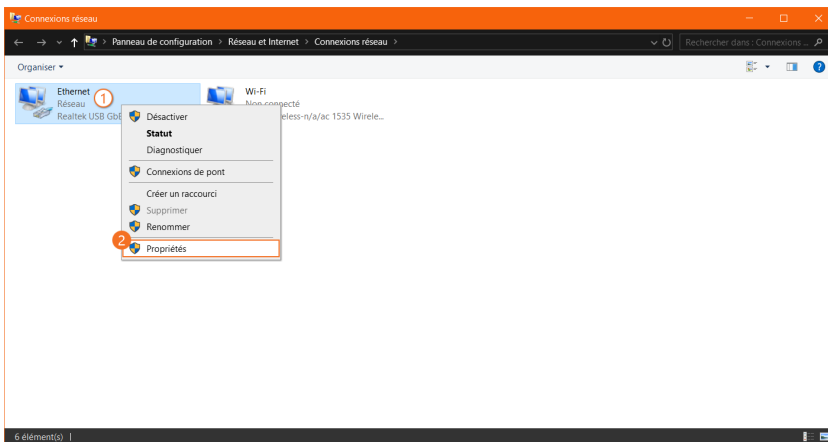 Connexions réseau
Panneau de configuration > Réseau et Internet > Connexions réseau >
Rechercher dans : Connexions ...
Organiser
Ethernet
Réseau
Realtek USB GbE
1
Wi-Fi
Non connecté
reless-n/a/ac 1535 Wirele...
Désactiver
Statut
Diagnostiquer
Connexions de pont
Créer un raccourci
Supprimer
Renommer
2
Propriétés
6 élément(s)